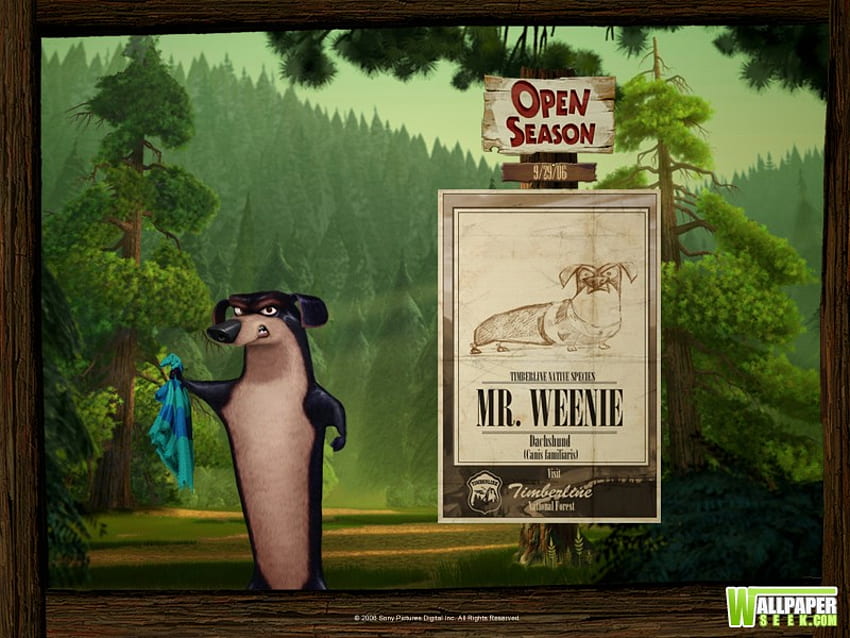 OPEN
SEASON
9/29/06
TIMBERLINE NATIVE SPECIES
MR. WEENIE
Dachshund
(Canis familiaris)
Visit
TIMBERLINE
Timberline
National Forest
© 2006 Sony Pictures Digital Inc. All Rights Reserved.
WALLPAPER
SEEK.COM